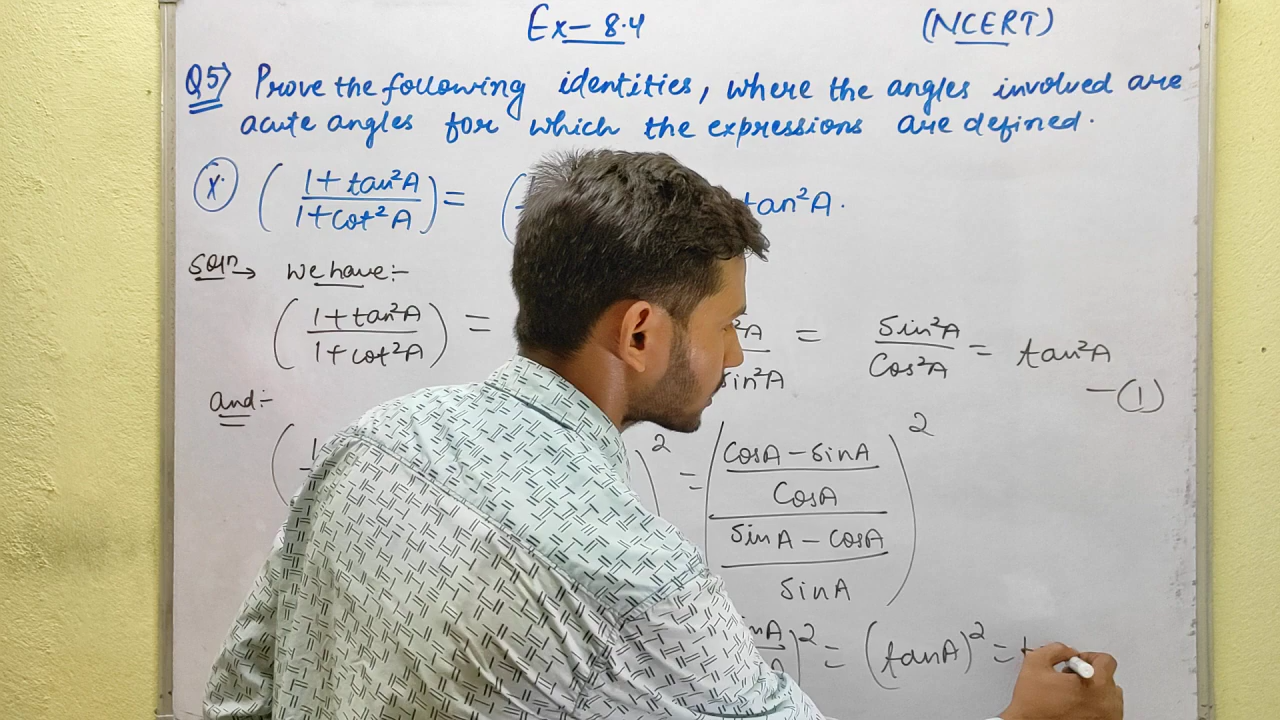 Ex-8.4 (NCERT)
Q5> Prove the following identities, where the angles involved are
acute angles for which the expressions are defined.
(x) (1+tan²A / 1+cot²A) = ( tan²A.
Soln→ we have:-
(1+tan²A / 1+cot²A) = ²A / sin²A = Sin²A / Cos²A = tan²A —(1)
and:-
(1 )² = ((CosA-sinA / CosA) / (sinA-CosA / sinA))²
)² = (tanA)² = t